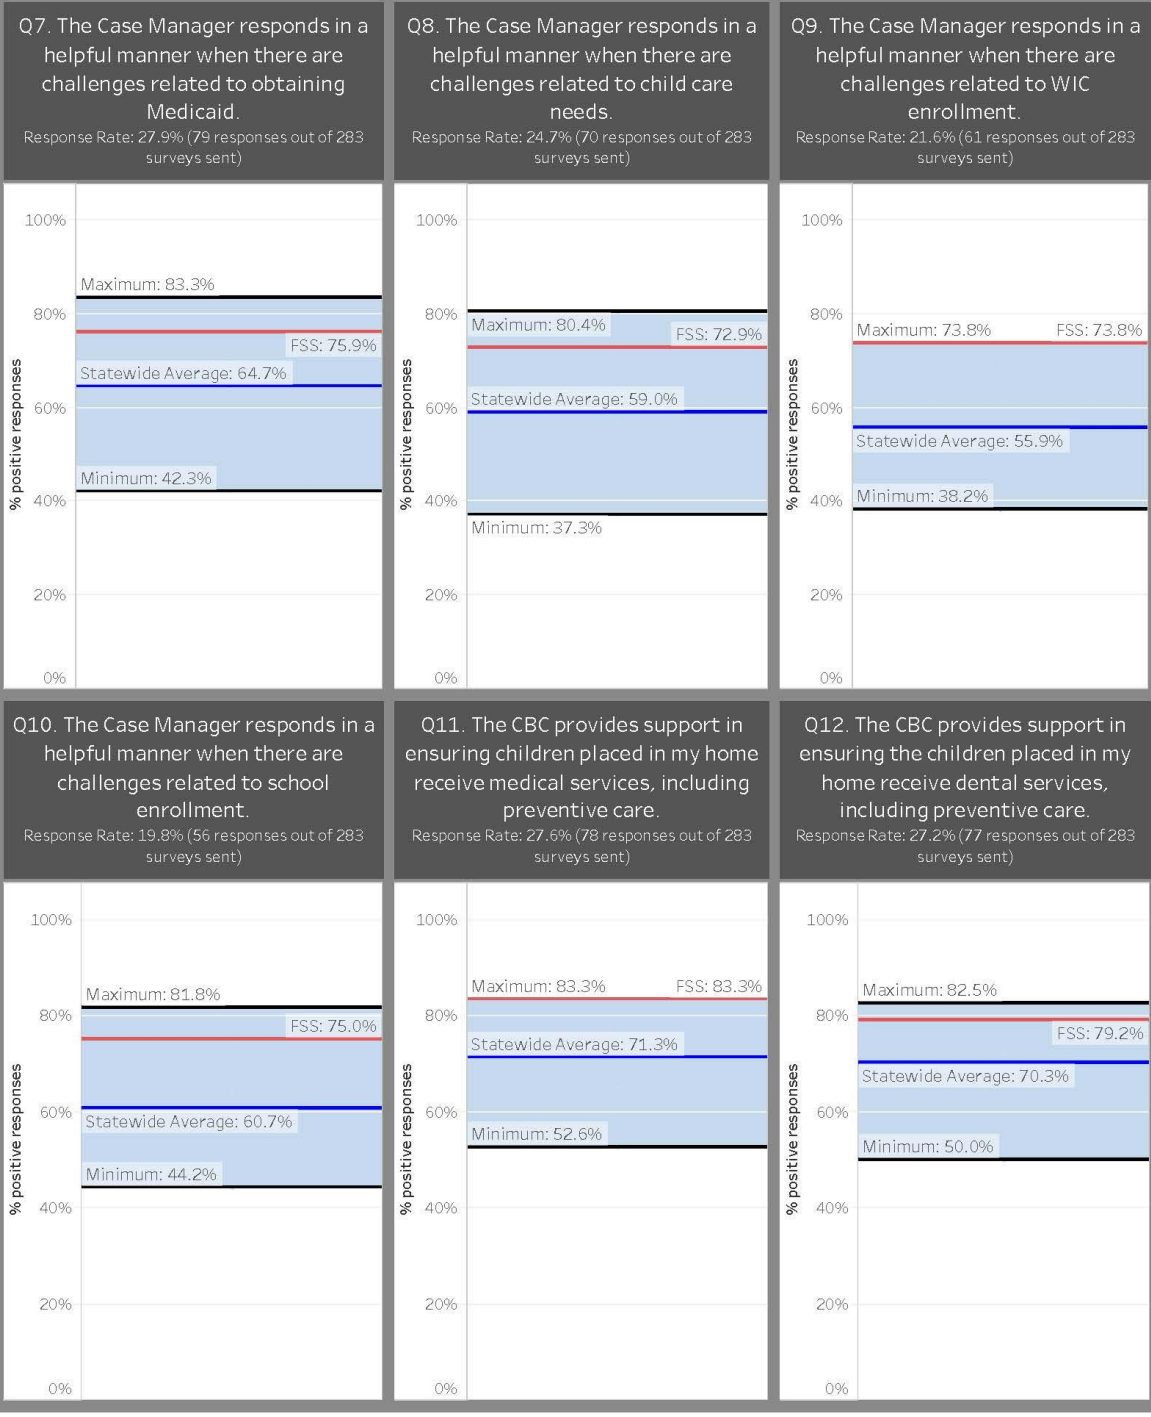 Q7. The Case Manager responds in a
helpful manner when there are
challenges related to obtaining
Medicaid.
Response Rate: 27.9% (79 responses out of 283
surveys sent)
100%
80%
60%
40%
20%
0%
% positive responses
Maximum: 83.3%
FSS: 75.9%
Statewide Average: 64.7%
Minimum: 42.3%
Q8. The Case Manager responds in a
helpful manner when there are
challenges related to child care
needs.
Response Rate: 24.7% (70 responses out of 283
surveys sent)
100%
80%
60%
40%
20%
0%
% positive responses
Maximum: 80.4%
FSS: 72.9%
Statewide Average: 59.0%
Minimum: 37.3%
Q9. The Case Manager responds in a
helpful manner when there are
challenges related to WIC
enrollment.
Response Rate: 21.6% (61 responses out of 283
surveys sent)
100%
80%
60%
40%
20%
0%
% positive responses
Maximum: 73.8%
FSS: 73.8%
Statewide Average: 55.9%
Minimum: 38.2%
Q10. The Case Manager responds in a
helpful manner when there are
challenges related to school
enrollment.
Response Rate: 19.8% (56 responses out of 283
surveys sent)
100%
80%
60%
40%
20%
0%
% positive responses
Maximum: 81.8%
FSS: 75.0%
Statewide Average: 60.7%
Minimum: 44.2%
Q11. The CBC provides support in
ensuring children placed in my home
receive medical services, including
preventive care.
Response Rate: 27.6% (78 responses out of 283
surveys sent)
100%
80%
60%
40%
20%
0%
% positive responses
Maximum: 83.3%
FSS: 83.3%
Statewide Average: 71.3%
Minimum: 52.6%
Q12. The CBC provides support in
ensuring the children placed in my
home receive dental services,
including preventive care.
Response Rate: 27.2% (77 responses out of 283
surveys sent)
100%
80%
60%
40%
20%
0%
% positive responses
Maximum: 82.5%
FSS: 79.2%
Statewide Average: 70.3%
Minimum: 50.0%